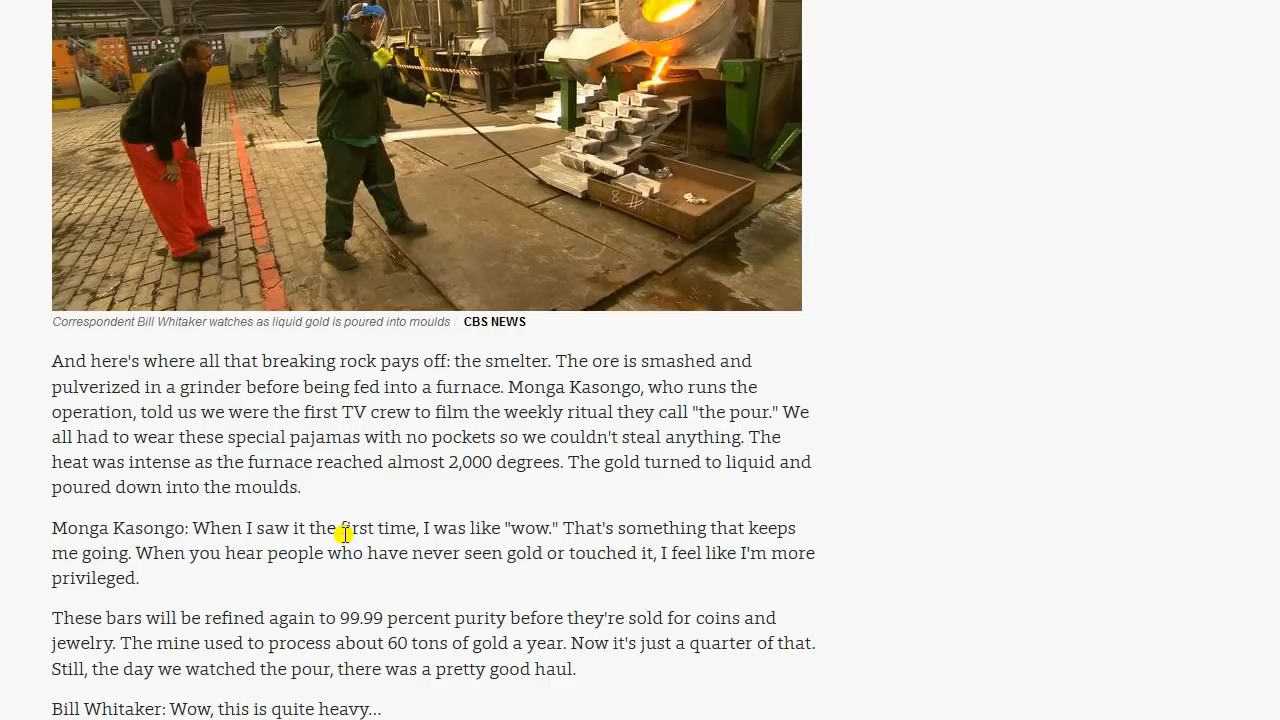 8 #
Correspondent Bill Whitaker watches as liquid gold is poured into moulds CBS NEWS
And here's where all that breaking rock pays off: the smelter. The ore is smashed and
pulverized in a grinder before being fed into a furnace. Monga Kasongo, who runs the
operation, told us we were the first TV crew to film the weekly ritual they call "the pour." We
all had to wear these special pajamas with no pockets so we couldn't steal anything. The
heat was intense as the furnace reached almost 2,000 degrees. The gold turned to liquid and
poured down into the moulds.
Monga Kasongo: When I saw it the first time, I was like "wow." That's something that keeps
me going. When you hear people who have never seen gold or touched it, I feel like I'm more
privileged.
These bars will be refined again to 99.99 percent purity before they're sold for coins and
jewelry. The mine used to process about 60 tons of gold a year. Now it's just a quarter of that.
Still, the day we watched the pour, there was a pretty good haul.
Bill Whitaker: Wow, this is quite heavy...